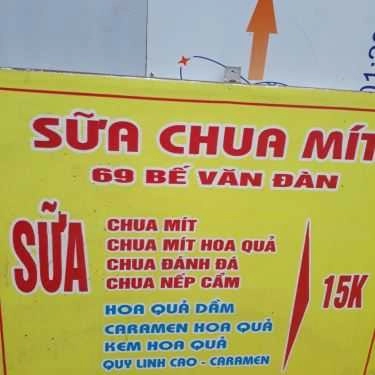 SỮA CHUA MÍT
69 BẾ VĂN ĐÀN
SỮA
CHUA MÍT
CHUA MÍT HOA QUẢ
CHUA ĐÁNH ĐÁ
CHUA NẾP CẨM
HOA QUẢ DẦM
CARAMEN HOA QUẢ
KEM HOA QUẢ
QUY LINH CAO - CARAMEN
15K